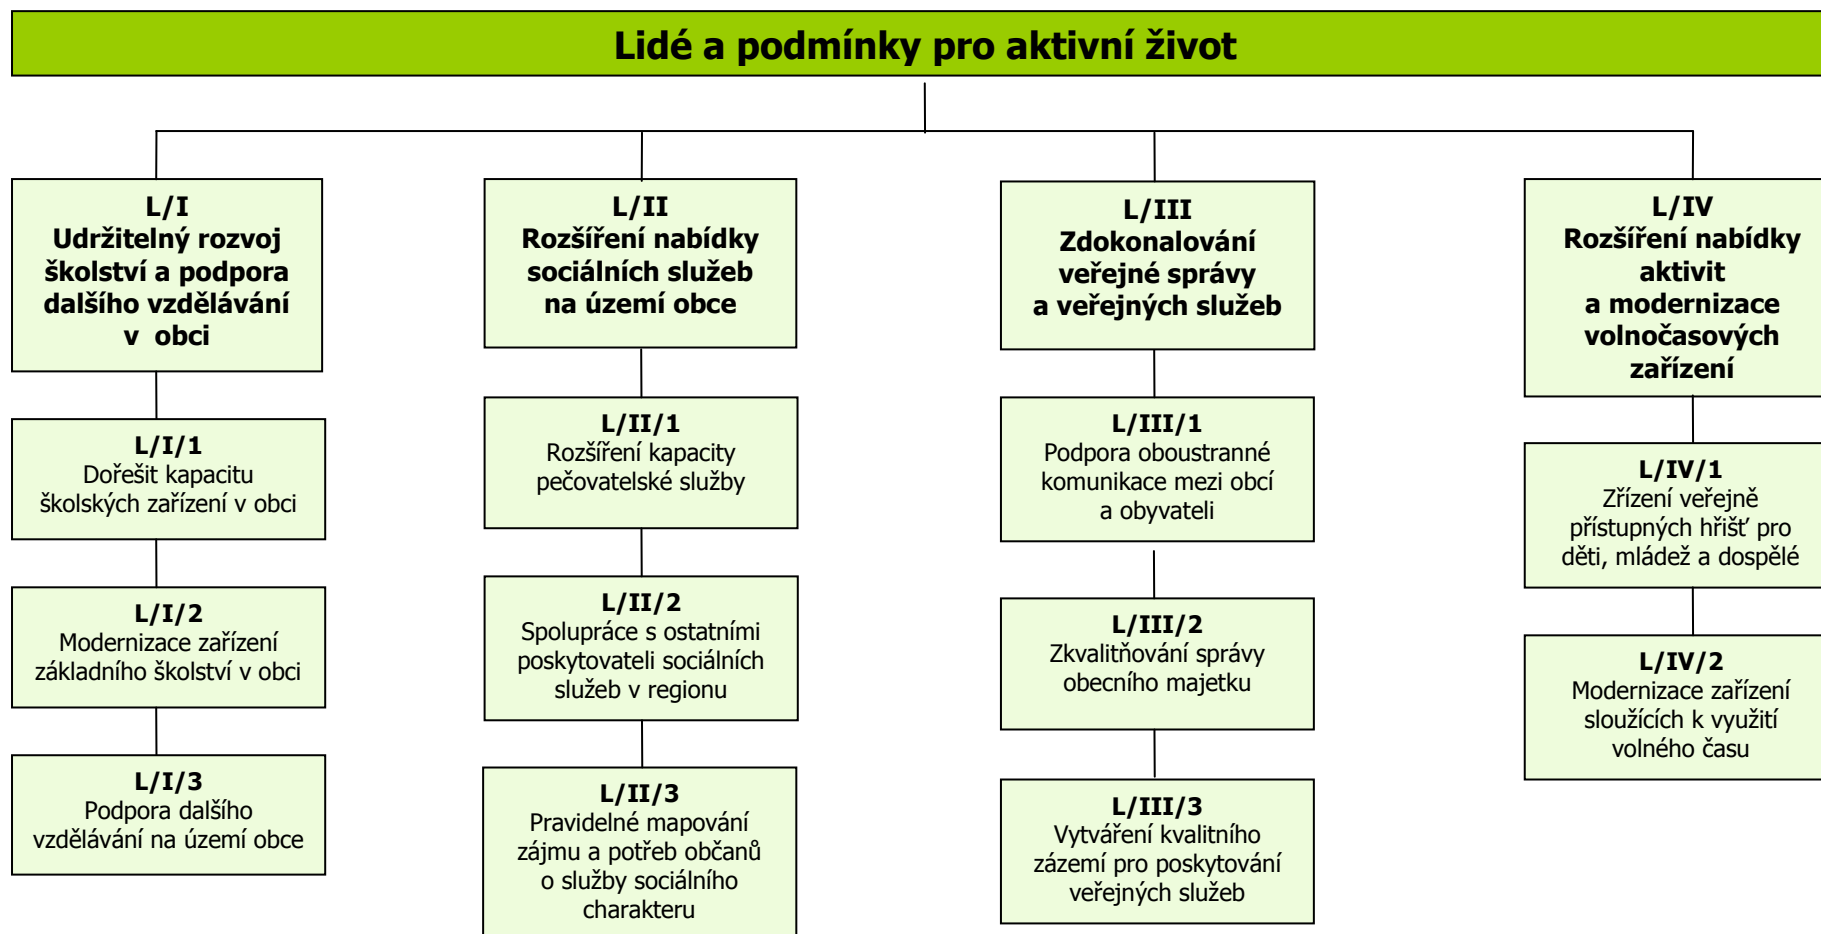 Lidé a podmínky pro aktivní život
L/I
Udržitelný rozvoj
školství a podpora
dalšího vzdělávání
v obci
L/I/1
Dořešit kapacitu
školských zařízení v obci
L/I/2
Modernizace zařízení
základního školství v obci
L/I/3
Podpora dalšího
vzdělávání na území obce
L/II
Rozšíření nabídky
sociálních služeb
na území obce
L/II/1
Rozšíření kapacity
pečovatelské služby
L/II/2
Spolupráce s ostatními
poskytovateli sociálních
služeb v regionu
L/II/3
Pravidelné mapování
zájmu a potřeb občanů
o služby sociálního
charakteru
L/III
Zdokonalování
veřejné správy
a veřejných služeb
L/III/1
Podpora oboustranné
komunikace mezi obcí
a obyvateli
L/III/2
Zkvalitňování správy
obecního majetku
L/III/3
Vytváření kvalitního
zázemí pro poskytování
veřejných služeb
L/IV
Rozšíření nabídky
aktivit
a modernizace
volnočasových
zařízení
L/IV/1
Zřízení veřejně
přístupných hřišť pro
děti, mládež a dospělé
L/IV/2
Modernizace zařízení
sloužících k využití
volného času